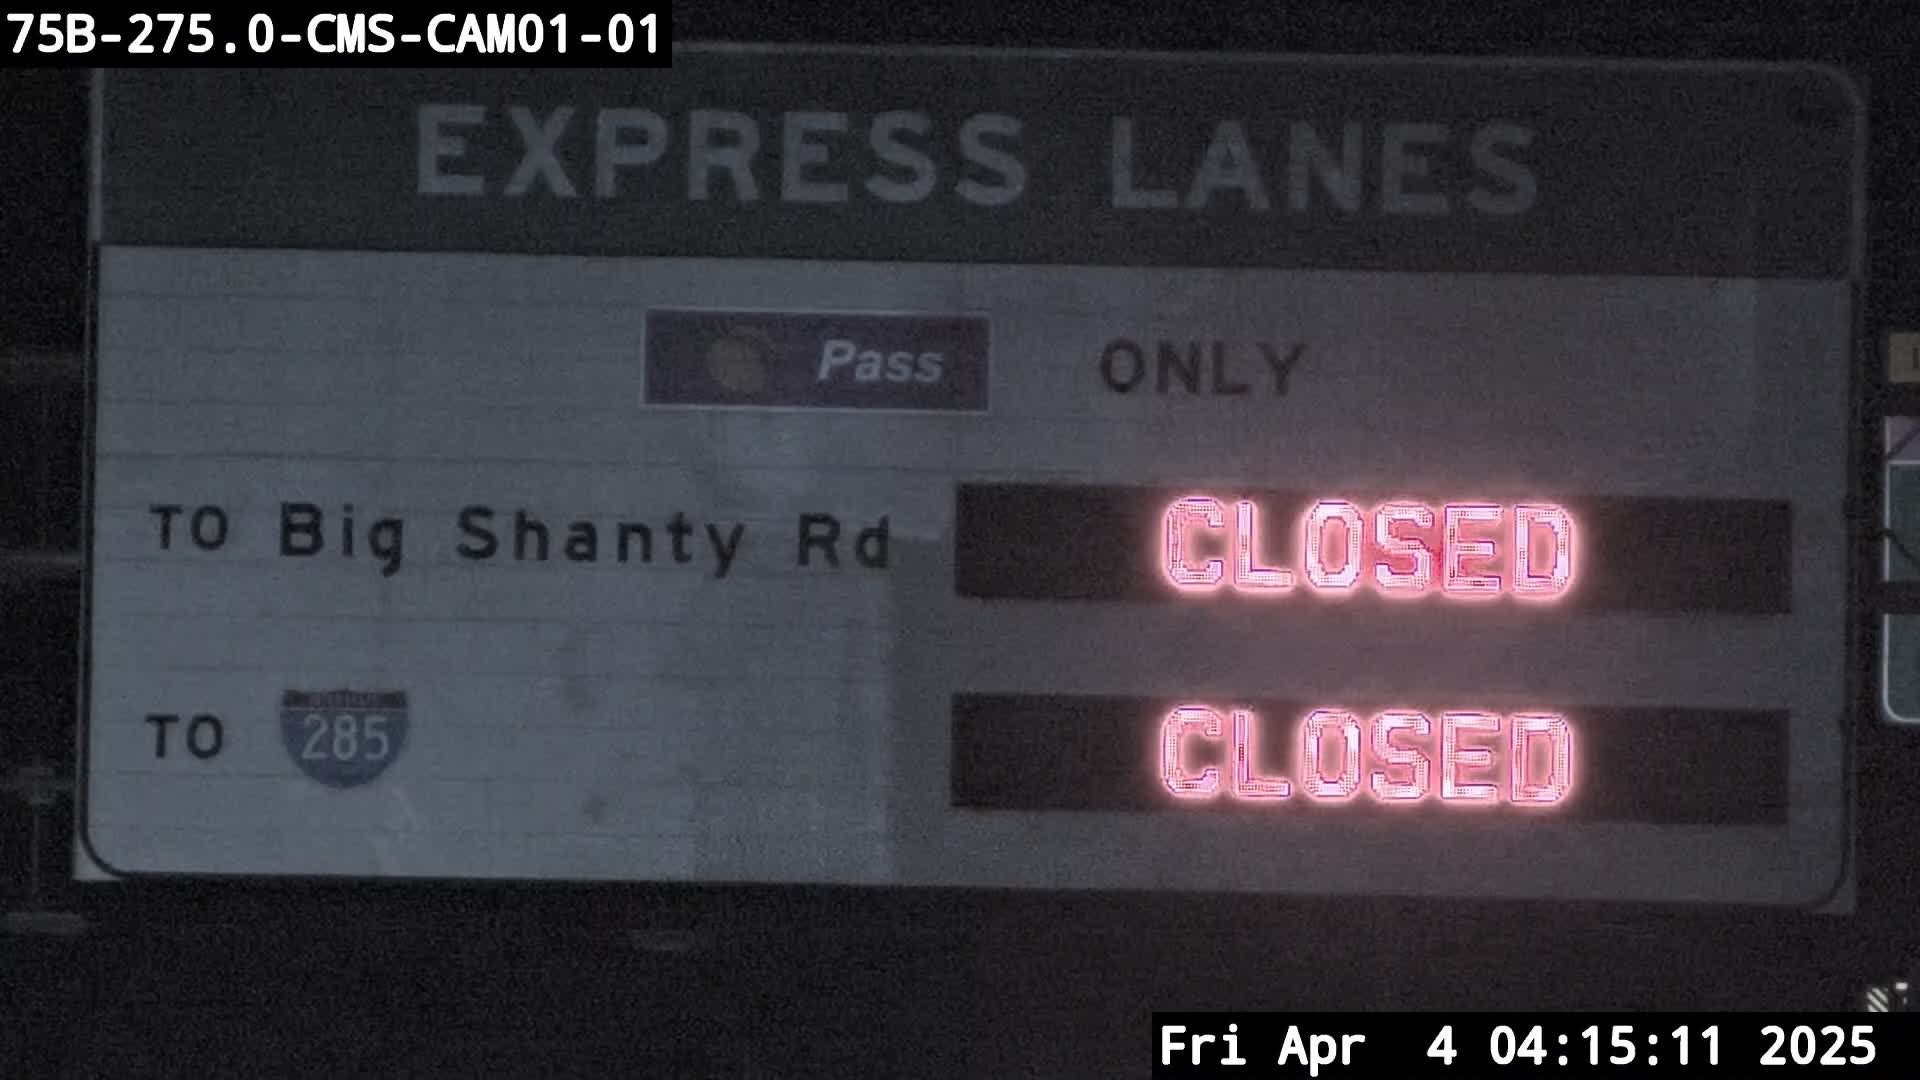 75B-275.0-CMS-CAM01-01
EXPRESS LANES
Pass ONLY
TO Big Shanty Rd CLOSED
TO 285 CLOSED
Fri Apr 4 04:15:11 2025